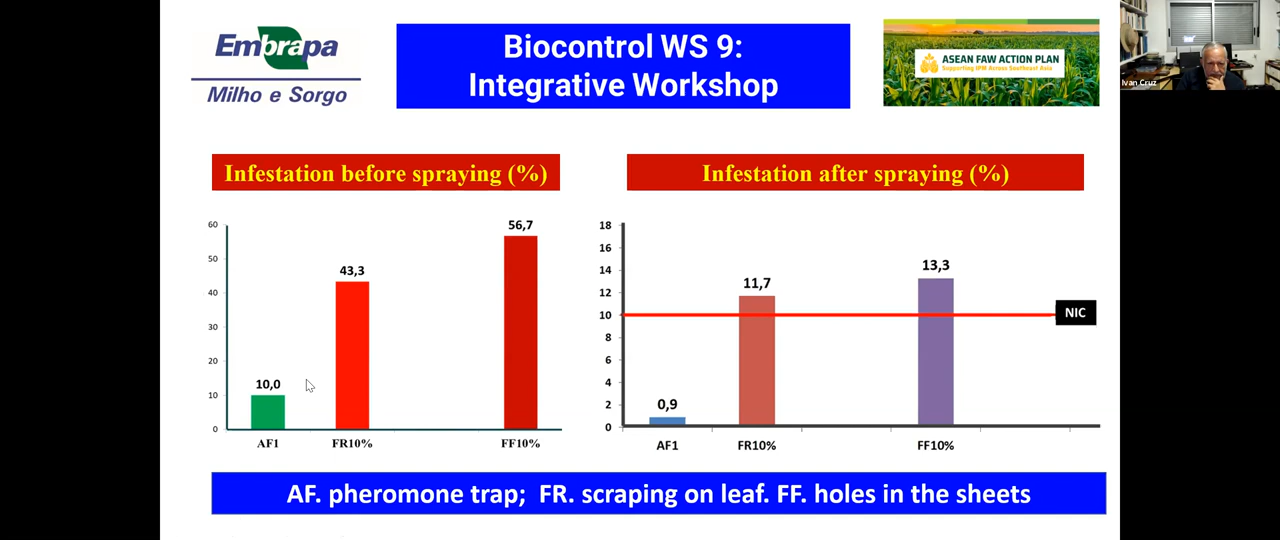 Embrapa
Milho e Sorgo
Biocontrol WS 9:
Integrative Workshop
ASEAN FAW ACTION PLAN
Supporting IPM Across Southeast Asia
Ivan Cruz
Infestation before spraying (%)
60
50
40
30
20
10
0
10,0
43,3
56,7
AF1
FR10%
FF10%
Infestation after spraying (%)
18
16
14
12
10
8
6
4
2
0
0,9
11,7
13,3
NIC
AF1
FR10%
FF10%
AF. pheromone trap; FR. scraping on leaf. FF. holes in the sheets